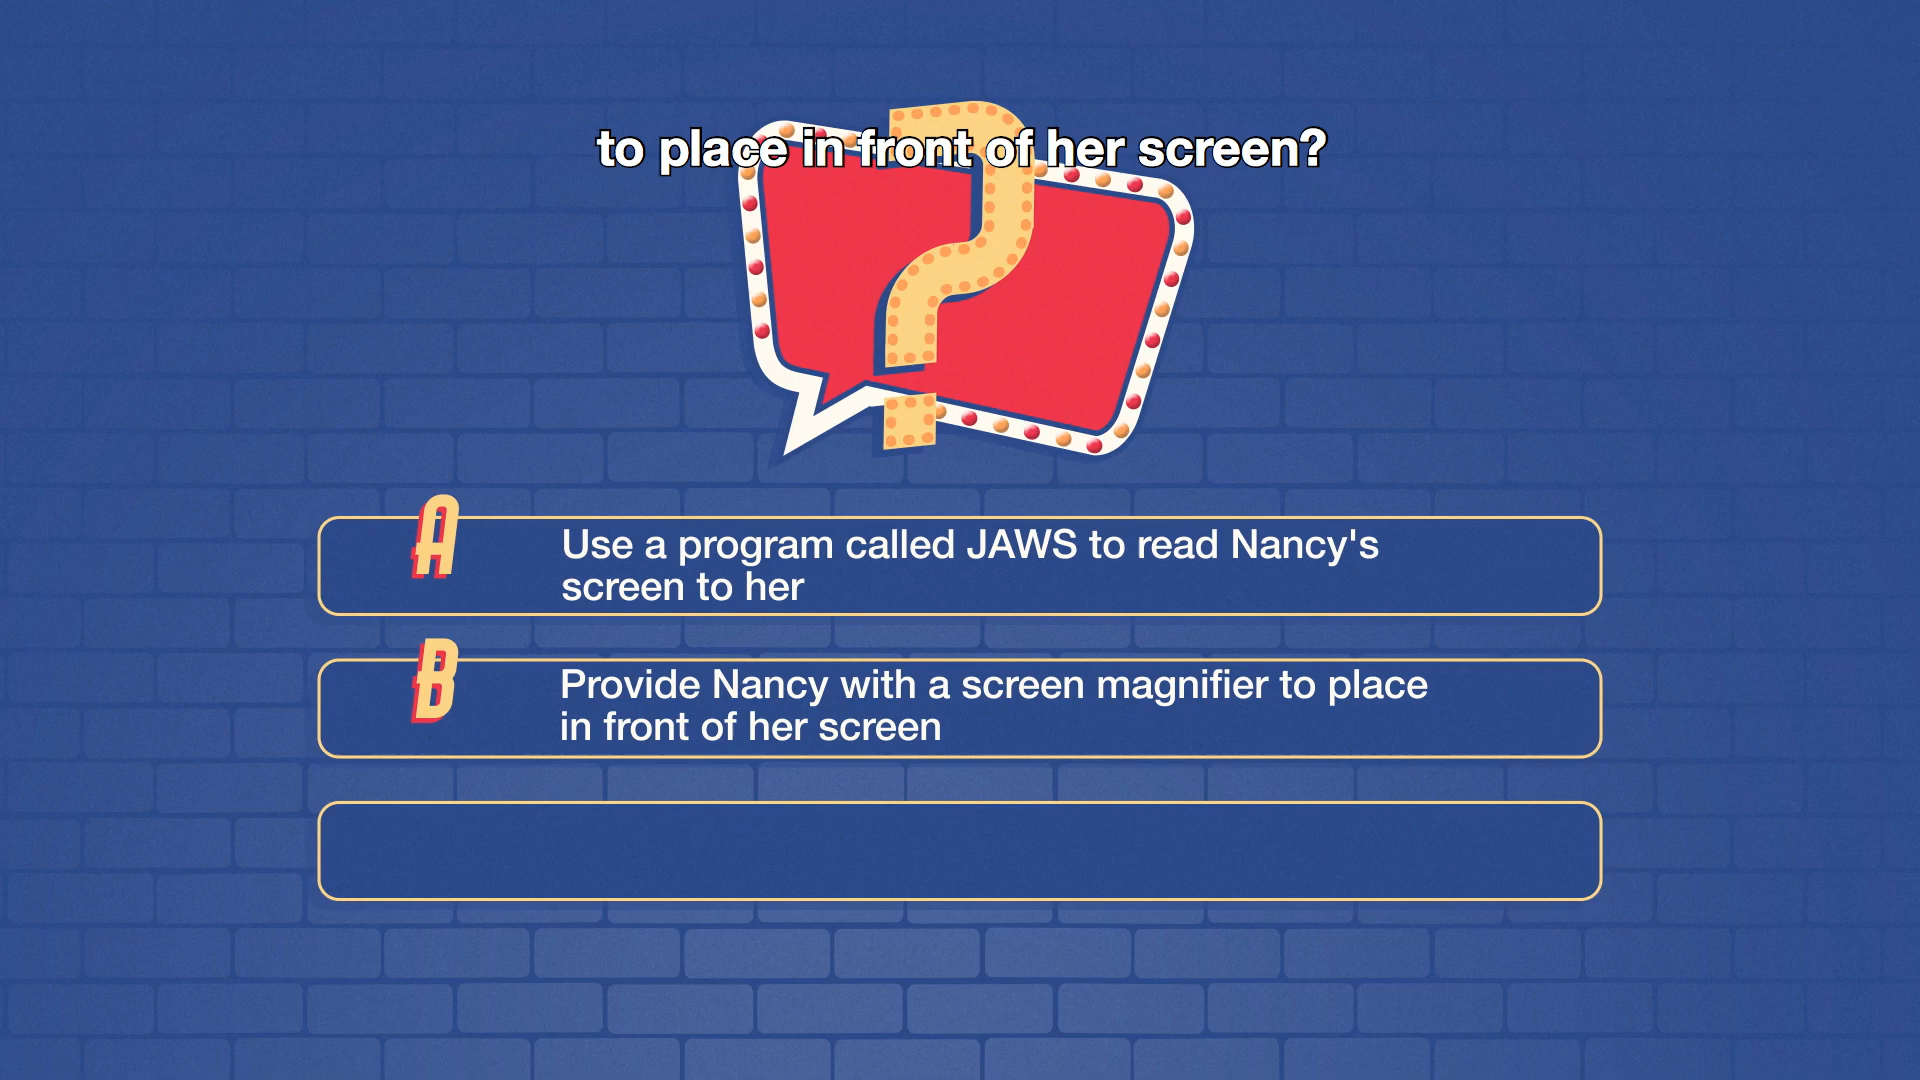 to place in front of her screen?
?
A
Use a program called JAWS to read Nancy's
screen to her
B
Provide Nancy with a screen magnifier to place
in front of her screen